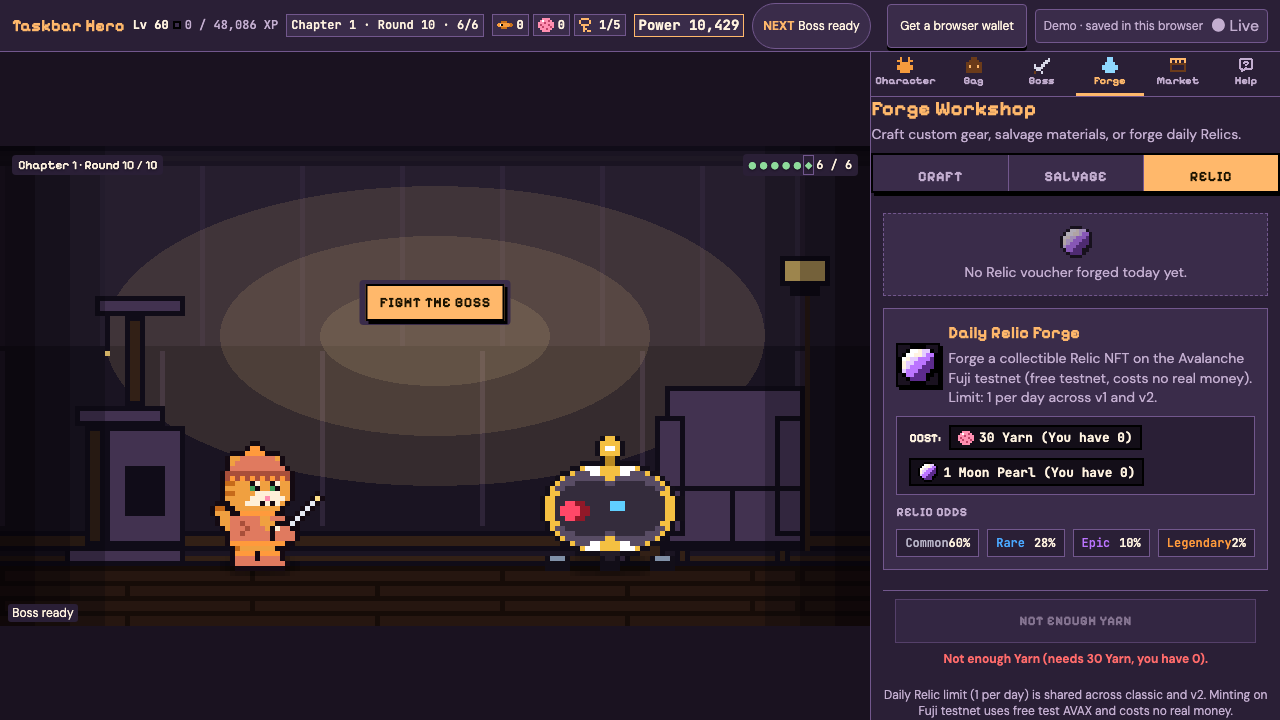 Taskbar Hero Lv 60 0 / 48,086 XP Chapter 1 · Round 10 · 6/6 0 0 1/5 Power 10,429 NEXT Boss ready Get a browser wallet Demo · saved in this browser Live
Character Bag Boss Forge Market Help
Forge Workshop
Craft custom gear, salvage materials, or forge daily Relics.
CRAFT SALVAGE RELIC
Chapter 1 · Round 10 / 10
6 / 6
FIGHT THE BOSS
Boss ready
No Relic voucher forged today yet.
Daily Relic Forge
Forge a collectible Relic NFT on the Avalanche
Fuji testnet (free testnet, costs no real money).
Limit: 1 per day across v1 and v2.
COST: 30 Yarn (You have 0)
1 Moon Pearl (You have 0)
RELIC ODDS
Common 60% Rare 28% Epic 10% Legendary 2%
NOT ENOUGH YARN
Not enough Yarn (needs 30 Yarn, you have 0).
Daily Relic limit (1 per day) is shared across classic and v2. Minting on
Fuji testnet uses free test AVAX and costs no real money.